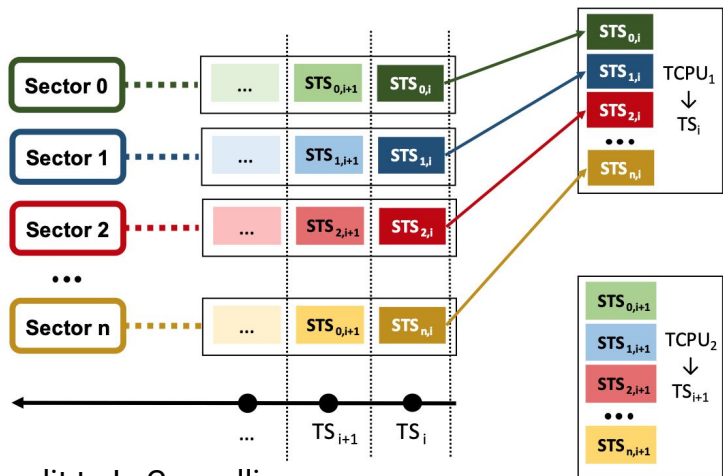 Sector 0 ... STS0,i+1 STS0,i
Sector 1 ... STS1,i+1 STS1,i
Sector 2 ... STS2,i+1 STS2,i
...
Sector n ... STS0,i+1 STSn,i
... TSi+1 TSi
STS0,i
STS1,i
STS2,i
...
STSn,i
TCPU1
↓
TSi
STS0,i+1
STS1,i+1
STS2,i+1
...
STSn,i+1
TCPU2
↓
TSi+1